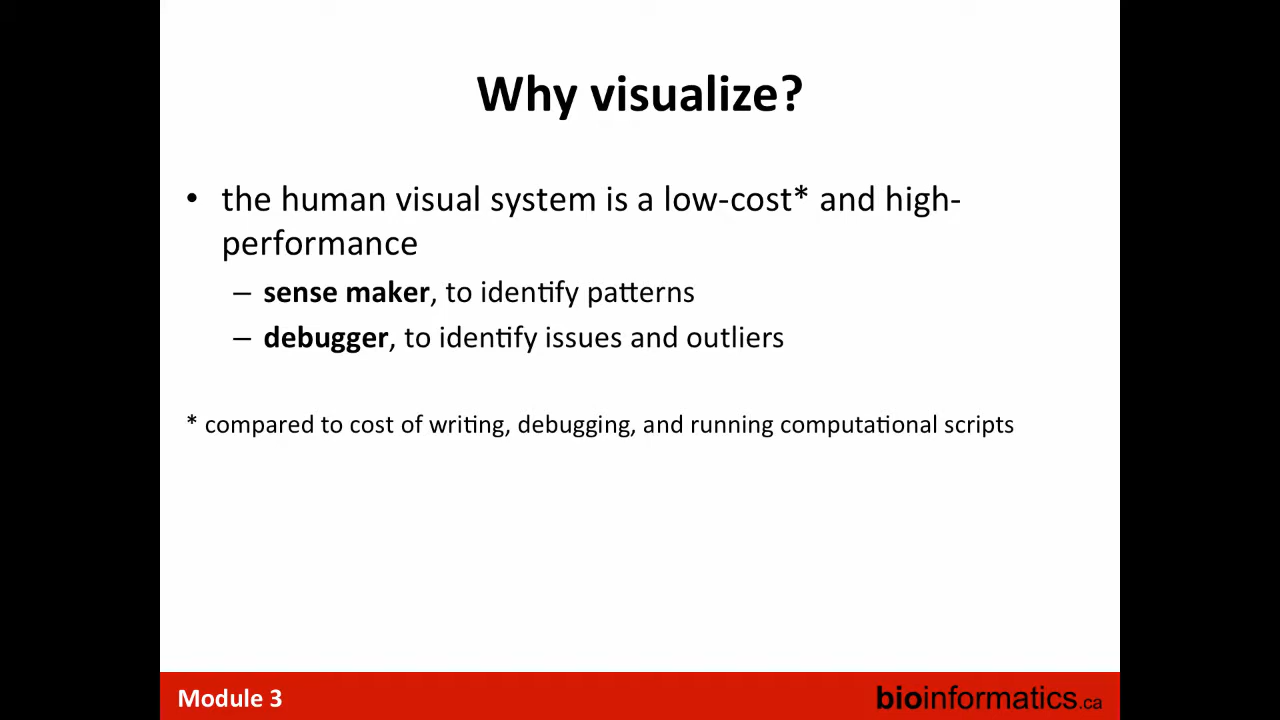 Why visualize?
• the human visual system is a low-cost* and high-
performance
– sense maker, to identify patterns
– debugger, to identify issues and outliers
* compared to cost of writing, debugging, and running computational scripts
Module 3
bioinformatics.ca